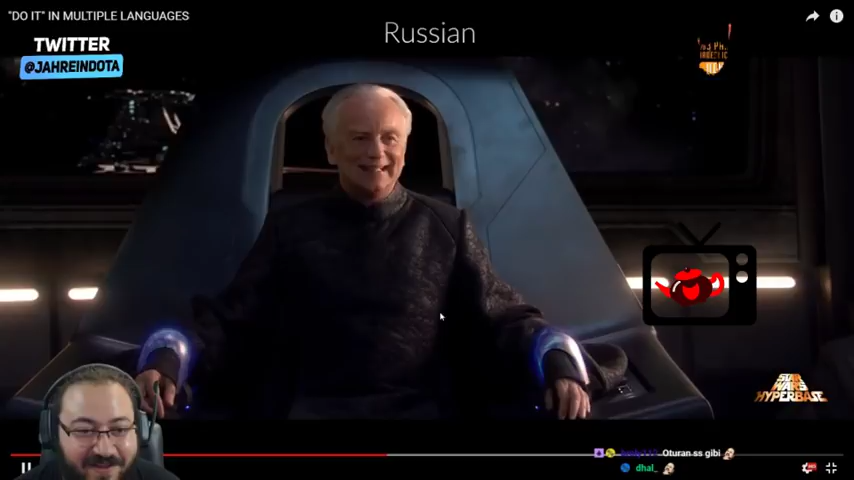 "DO IT" IN MULTIPLE LANGUAGES
Russian
TWITTER
@JAHREINDOTA
STAR
WARS
HYPERBASE
Oturan ss gibi
dhal_